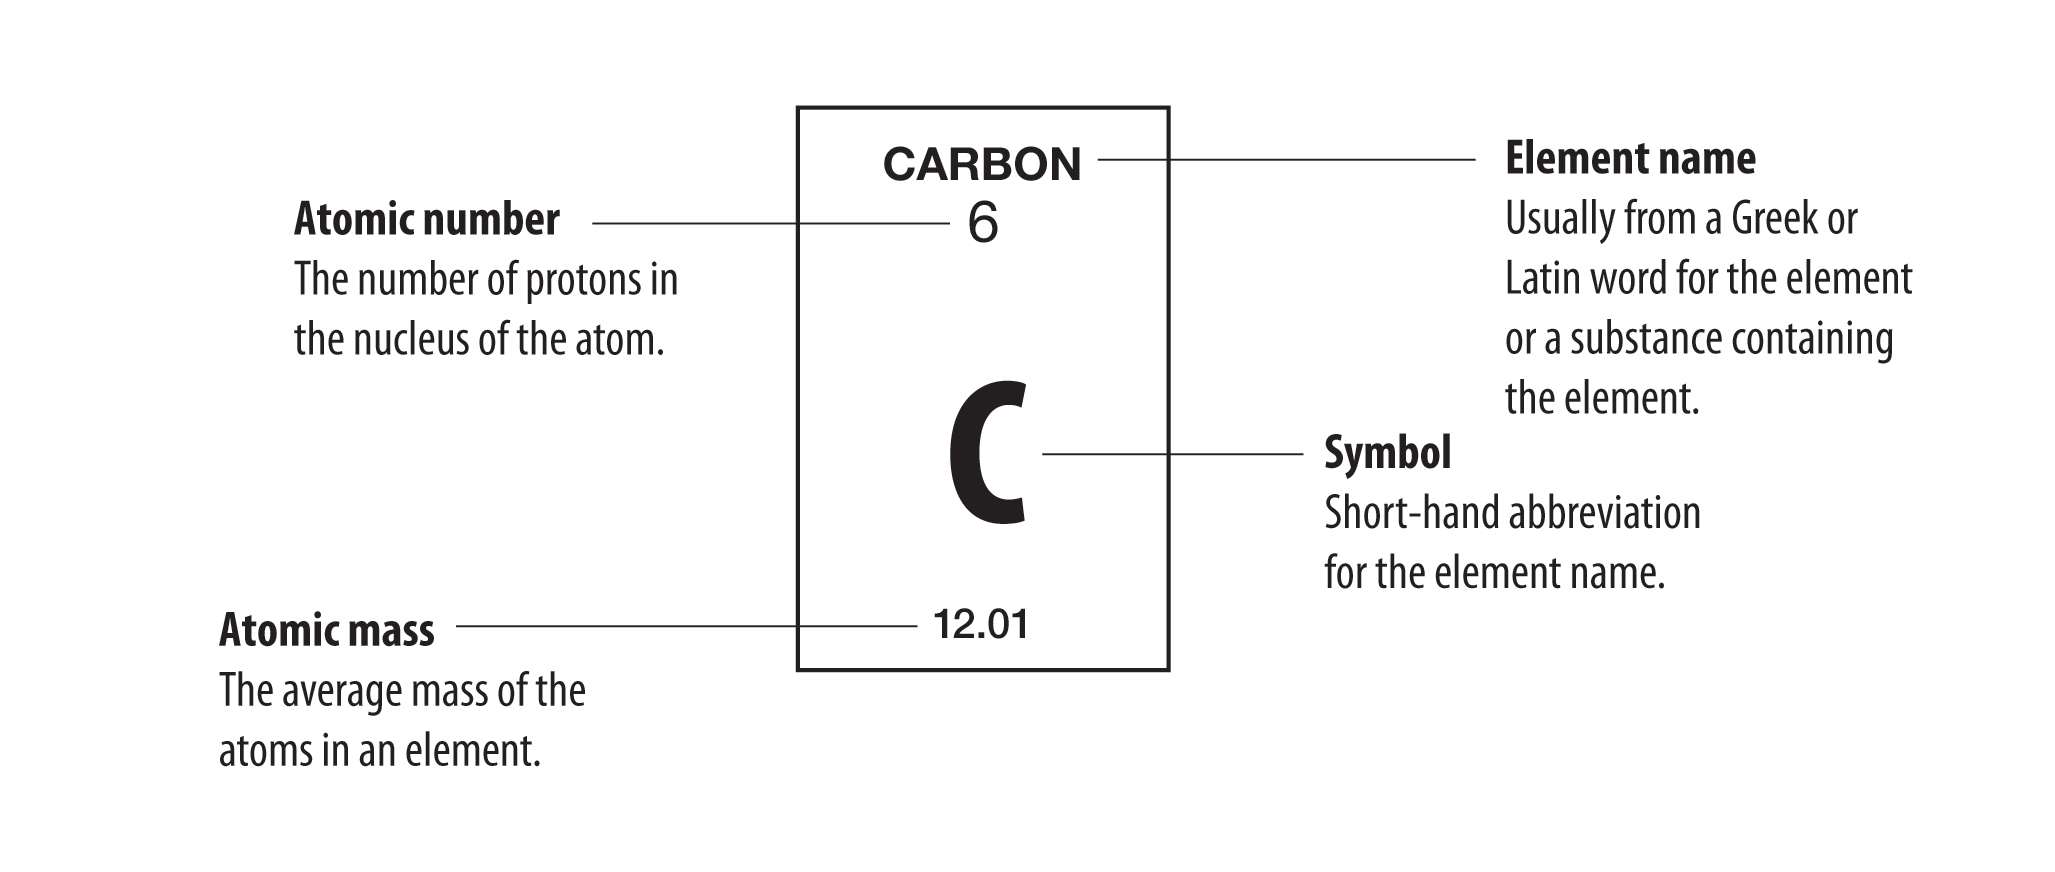 CARBON
6
C
12.01
Atomic number
The number of protons in
the nucleus of the atom.
Atomic mass
The average mass of the
atoms in an element.
Element name
Usually from a Greek or
Latin word for the element
or a substance containing
the element.
Symbol
Short-hand abbreviation
for the element name.